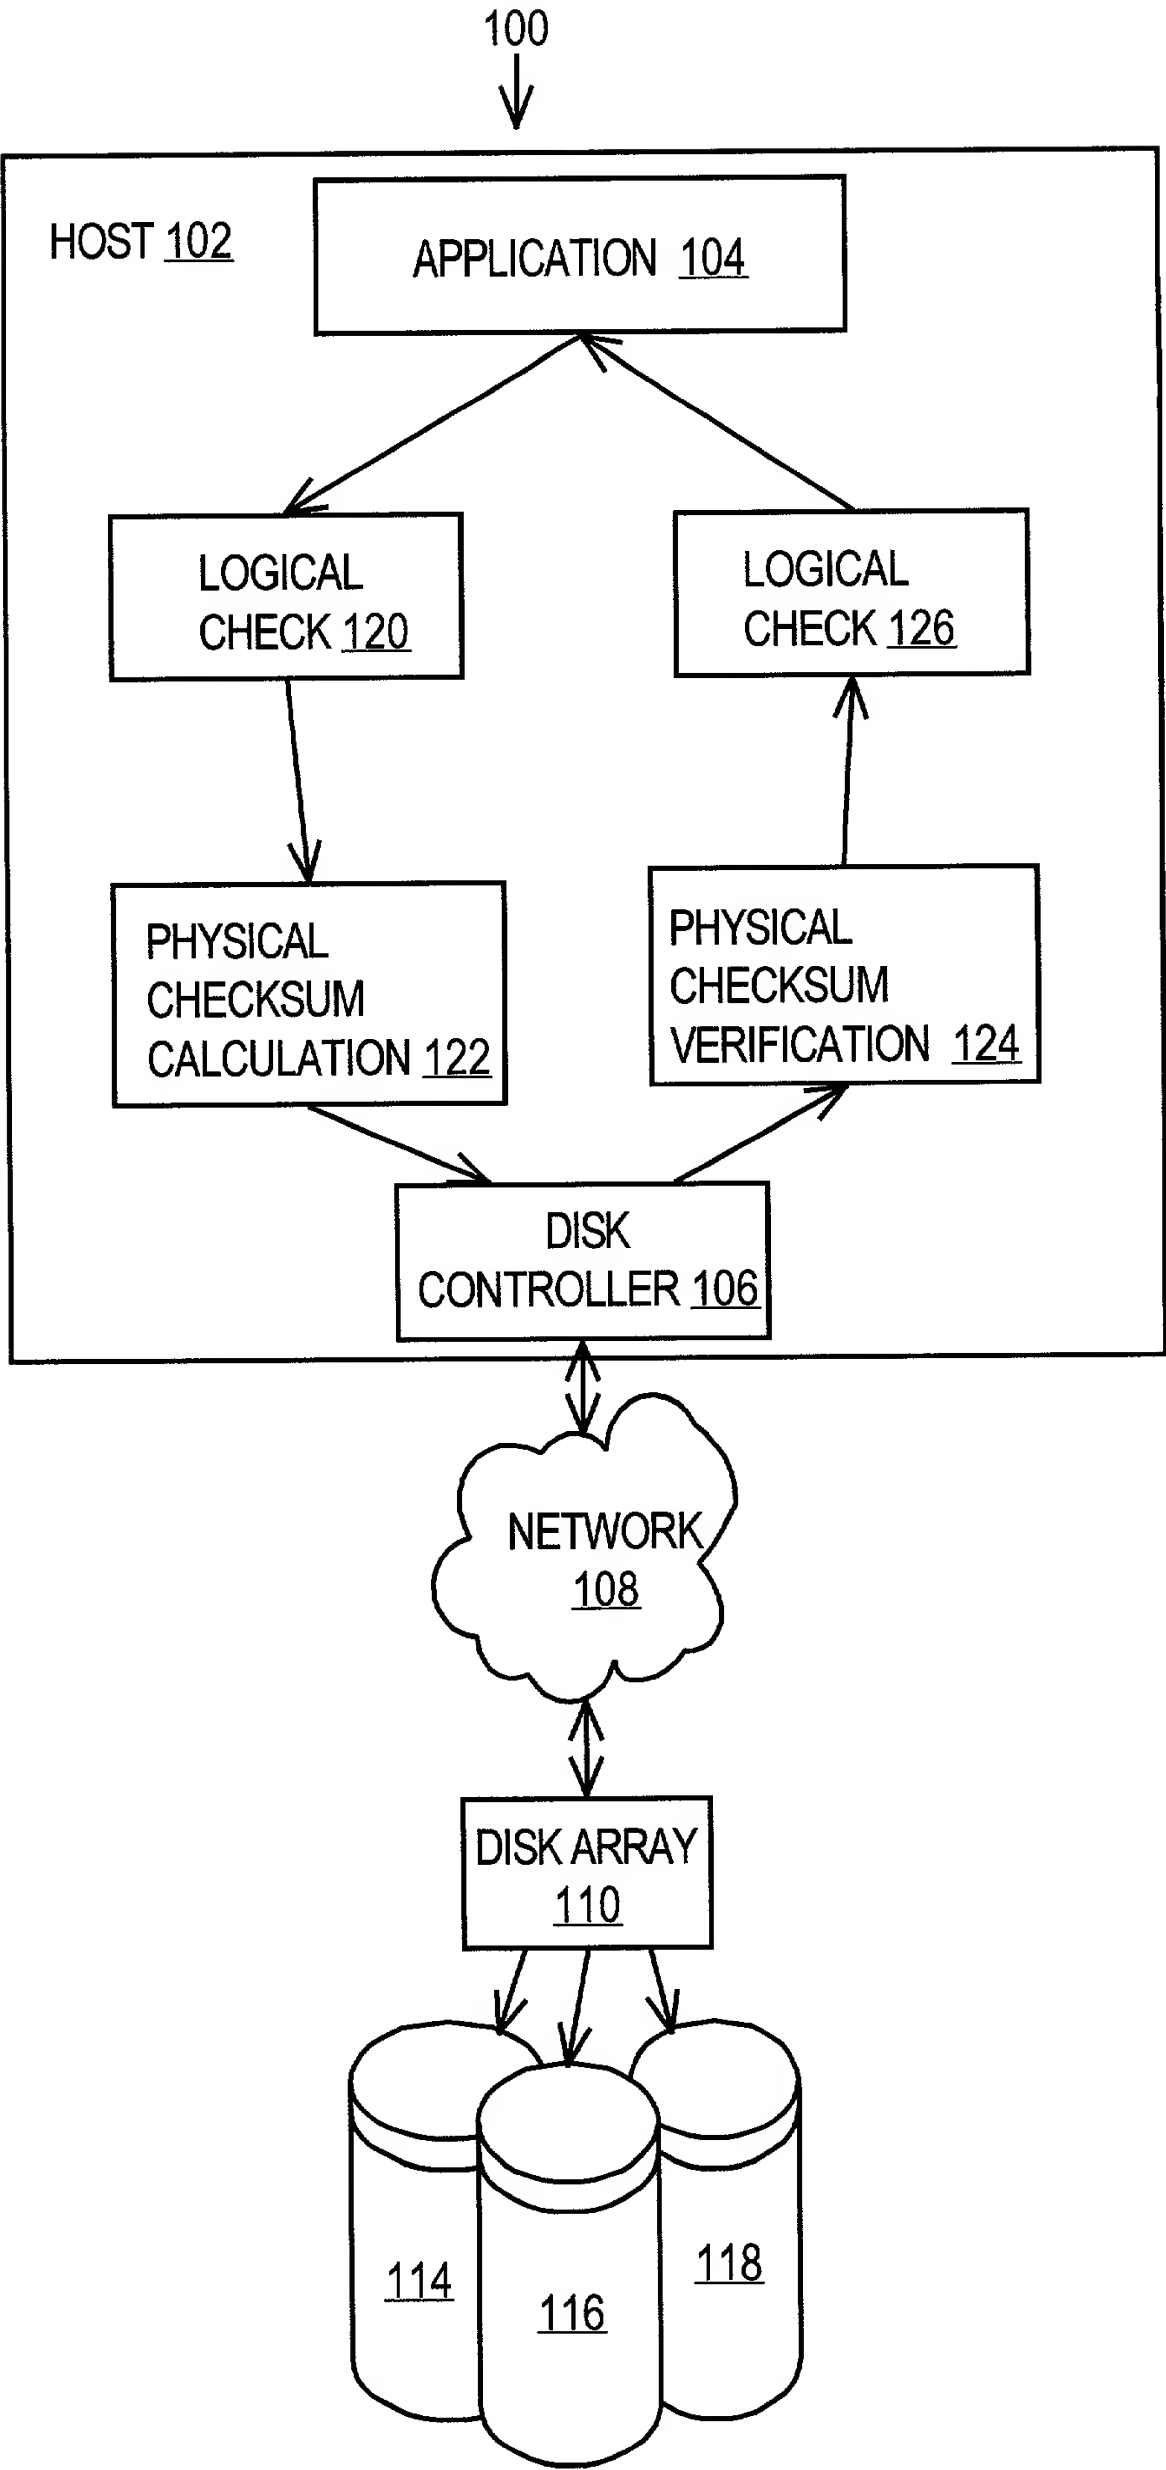 100
HOST 102
APPLICATION 104
LOGICAL
CHECK 120
LOGICAL
CHECK 126
PHYSICAL
CHECKSUM
CALCULATION 122
PHYSICAL
CHECKSUM
VERIFICATION 124
DISK
CONTROLLER 106
NETWORK
108
DISK ARRAY
110
114
116
118